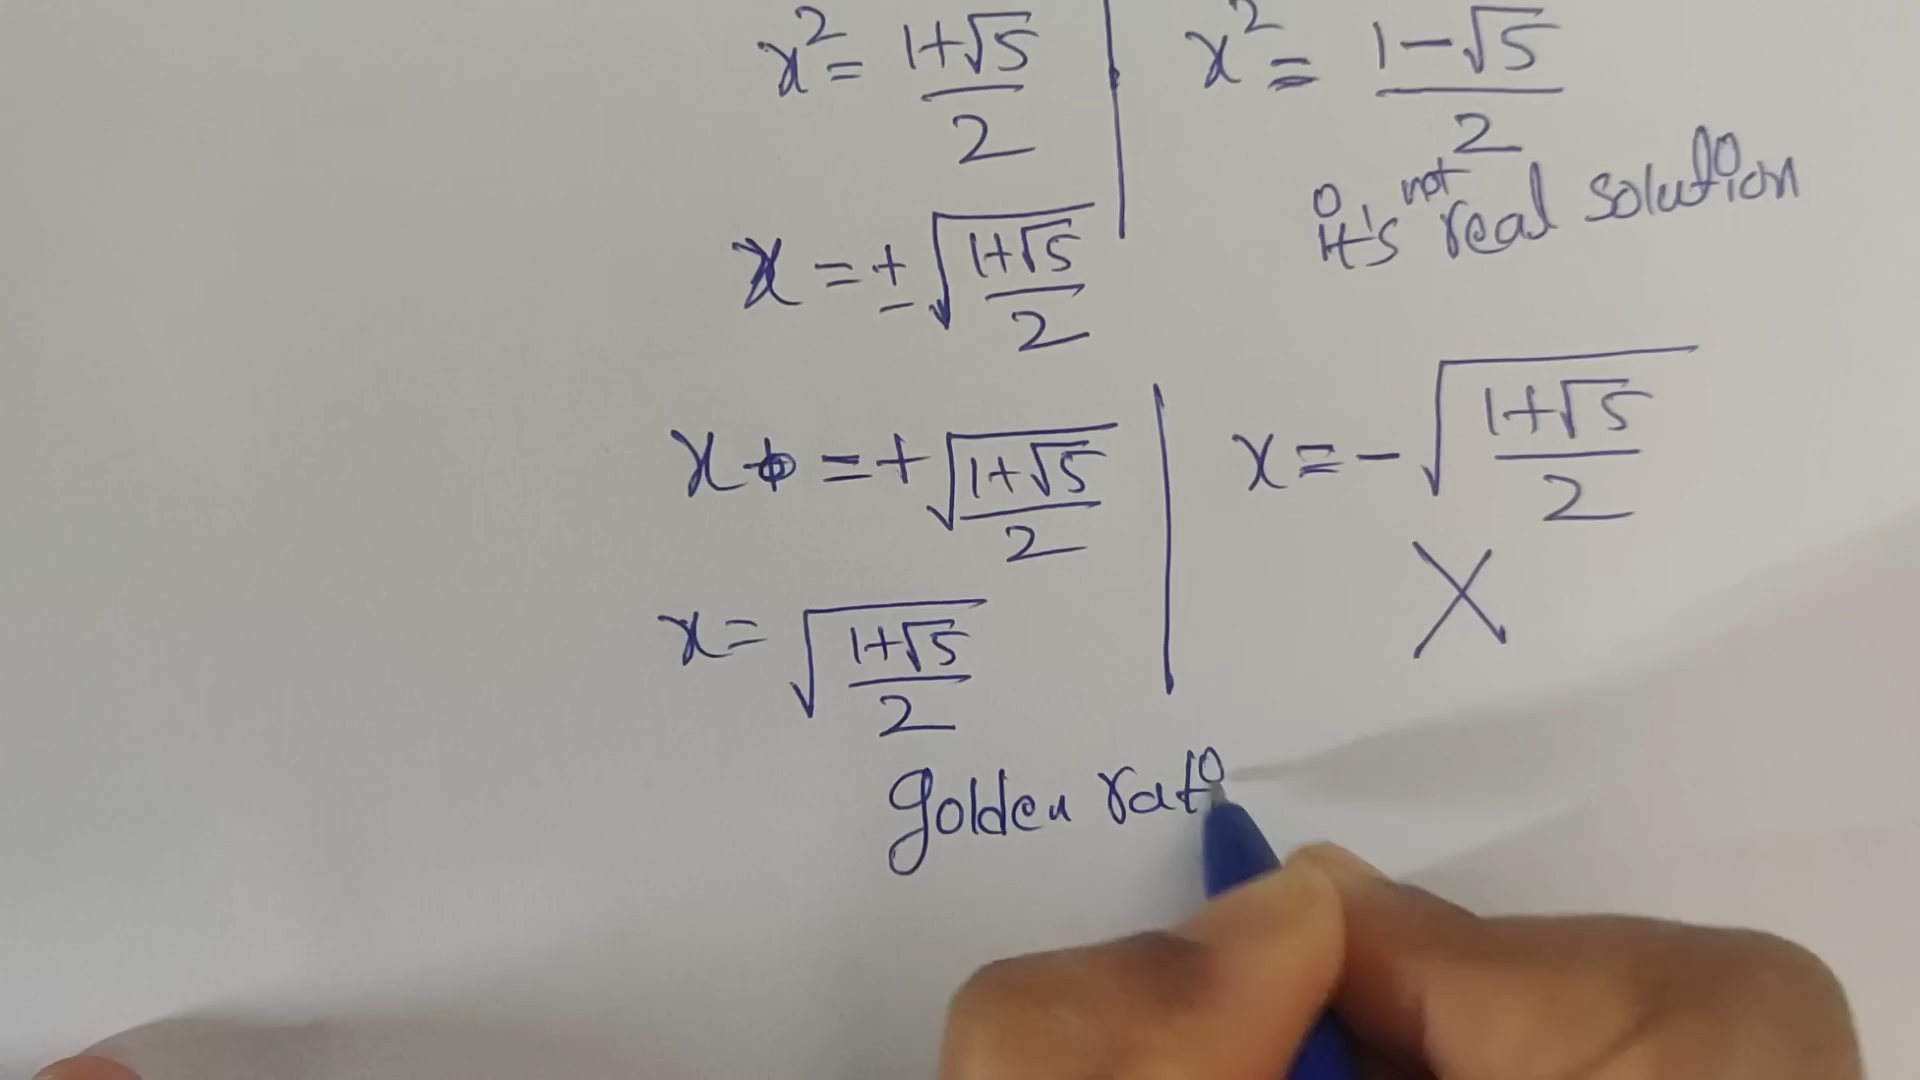 x² = (1+√5)/2 | x² = (1-√5)/2
it's not real solution
x = ± √((1+√5)/2)
x = + √((1+√5)/2) | x = - √((1+√5)/2)
X
x = √((1+√5)/2)
golden rati